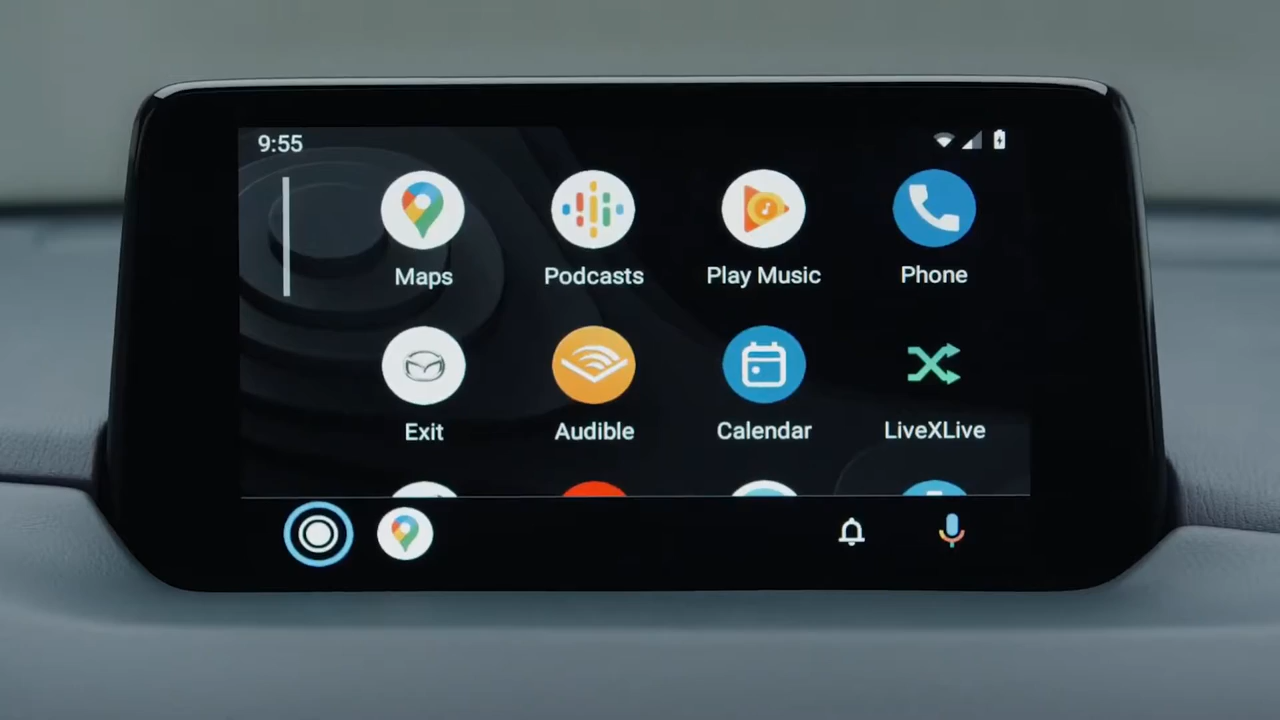 9:55
Maps
Podcasts
Play Music
Phone
Exit
Audible
Calendar
LiveXLive